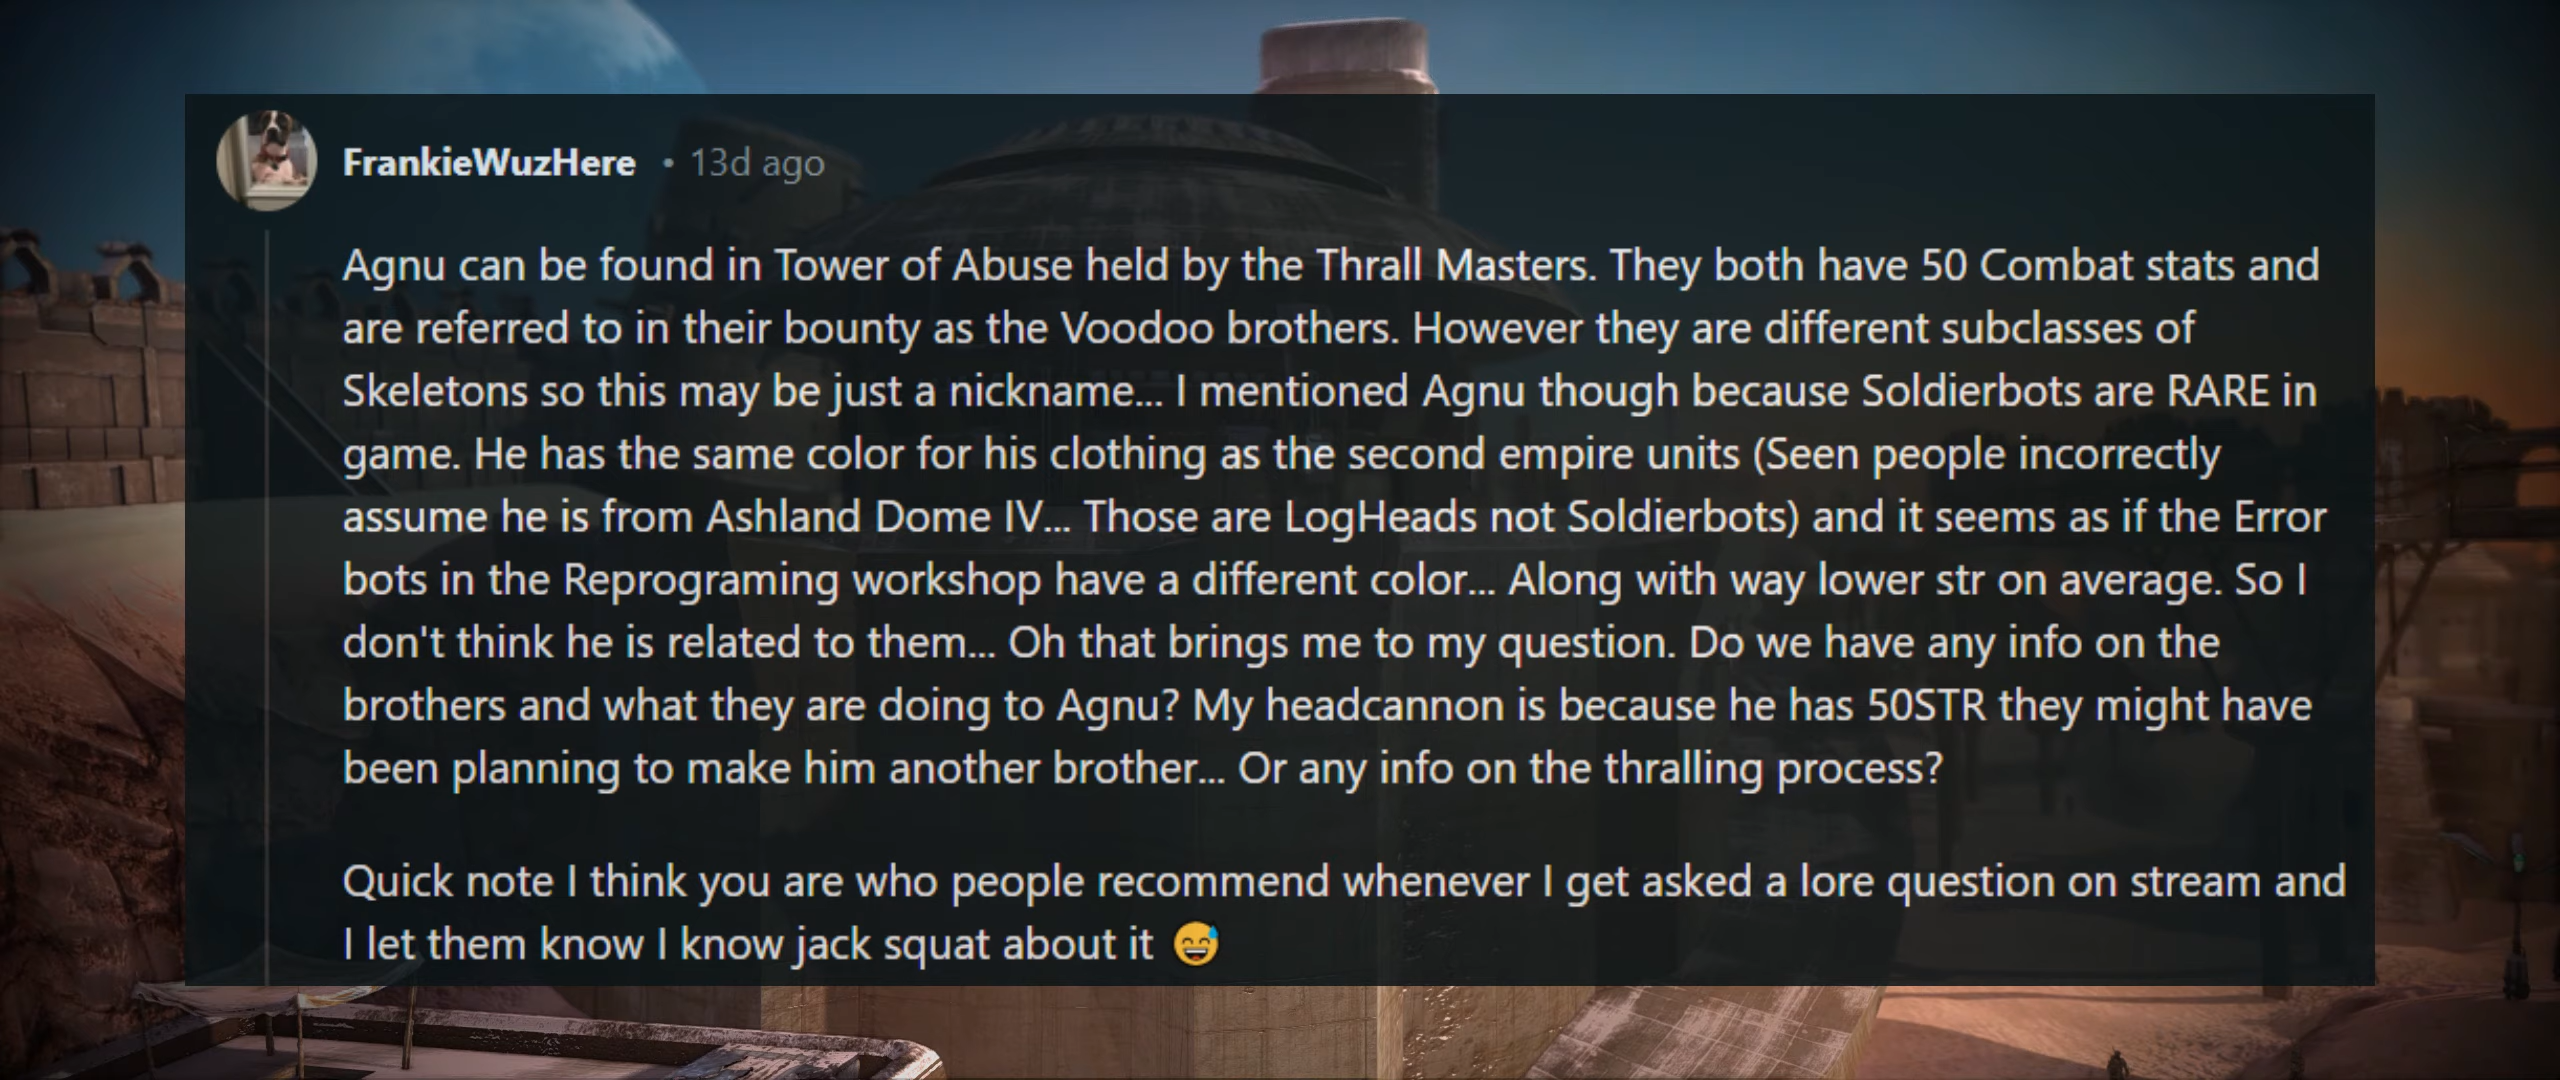 FrankieWuzHere • 13d ago
Agnu can be found in Tower of Abuse held by the Thrall Masters. They both have 50 Combat stats and
are referred to in their bounty as the Voodoo brothers. However they are different subclasses of
Skeletons so this may be just a nickname... I mentioned Agnu though because Soldierbots are RARE in
game. He has the same color for his clothing as the second empire units (Seen people incorrectly
assume he is from Ashland Dome IV... Those are LogHeads not Soldierbots) and it seems as if the Error
bots in the Reprograming workshop have a different color... Along with way lower str on average. So I
don't think he is related to them... Oh that brings me to my question. Do we have any info on the
brothers and what they are doing to Agnu? My headcannon is because he has 50STR they might have
been planning to make him another brother... Or any info on the thralling process?
Quick note I think you are who people recommend whenever I get asked a lore question on stream and
I let them know I know jack squat about it 😅